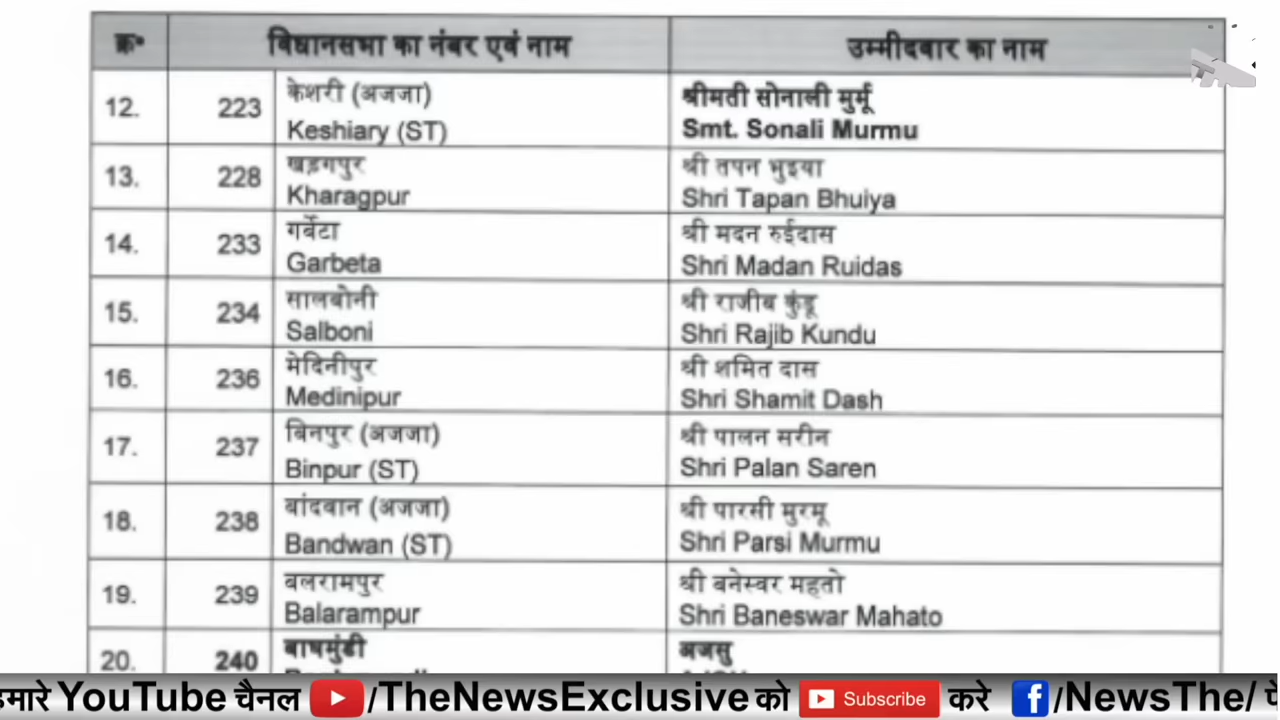 क्र॰ विधानसभा का नंबर एवं नाम उम्मीदवार का नाम
12. 223 केशरी (अजजा) श्रीमती सोनाली मुर्मू
Keshiary (ST) Smt. Sonali Murmu
13. 228 खड़गपुर श्री तपन भुइया
Kharagpur Shri Tapan Bhuiya
14. 233 गर्बेटा श्री मदन रुईदास
Garbeta Shri Madan Ruidas
15. 234 सालबोनी श्री राजीब कुंडू
Salboni Shri Rajib Kundu
16. 236 मेदिनीपुर श्री शमित दास
Medinipur Shri Shamit Dash
17. 237 बिनपुर (अजजा) श्री पालन सरीन
Binpur (ST) Shri Palan Saren
18. 238 बांदवान (अजजा) श्री पारसी मुरमू
Bandwan (ST) Shri Parsi Murmu
19. 239 बलरामपुर श्री बनेस्वर महतो
Balarampur Shri Baneswar Mahato
20. 240 बाघमुंडी अजसु
हमारे YouTube चैनल /TheNewsExclusive को Subscribe करे /NewsThe/ पे